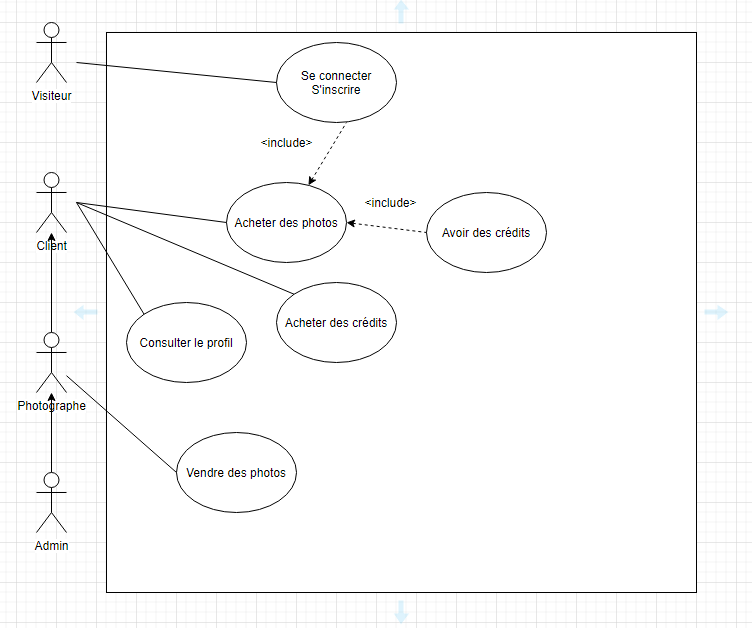 Se connecter
S'inscrire
Visiteur
<include>
<include>
Acheter des photos
Avoir des crédits
Client
Acheter des crédits
Consulter le profil
Photographe
Vendre des photos
Admin